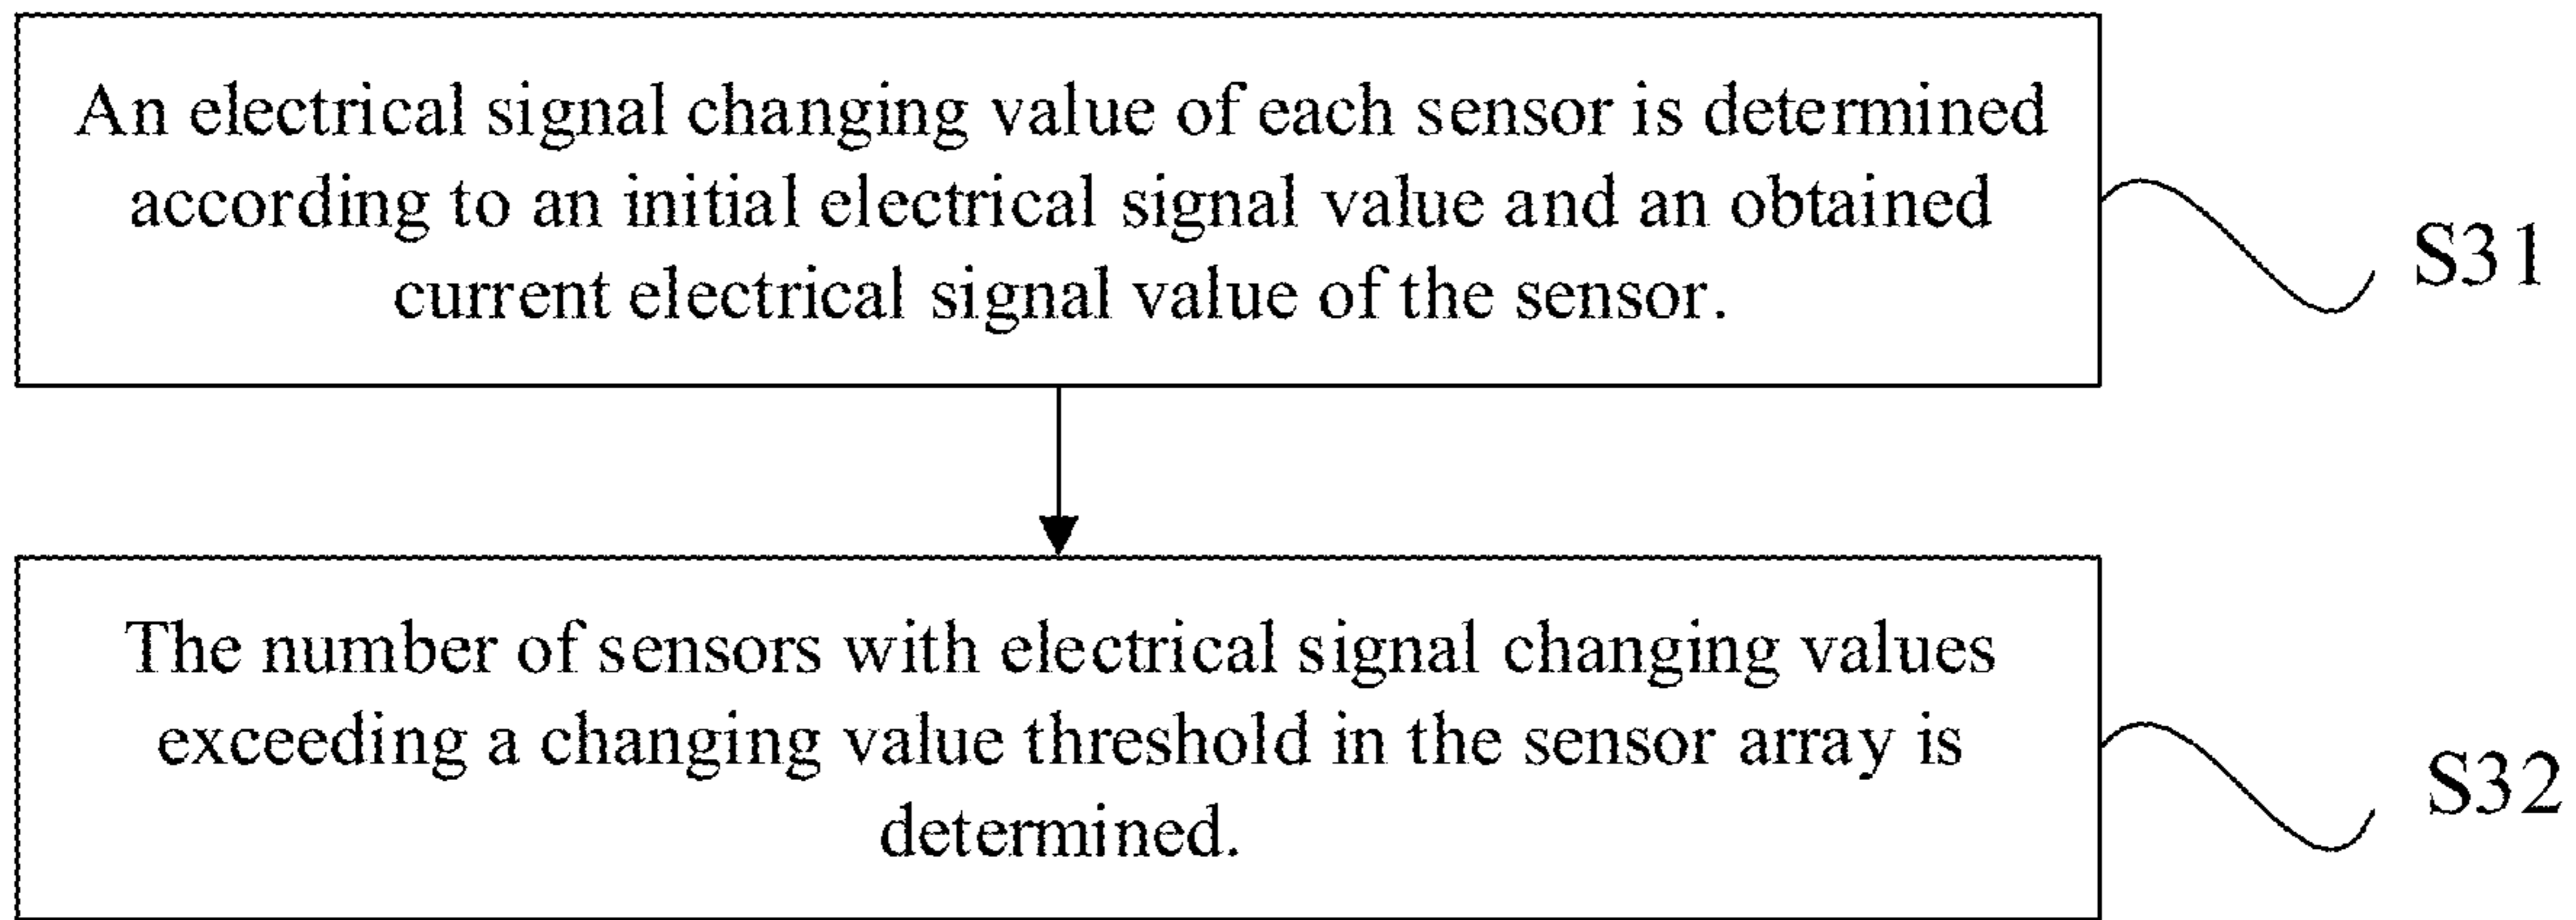 An electrical signal changing value of each sensor is determined
according to an initial electrical signal value and an obtained
current electrical signal value of the sensor.
S31
The number of sensors with electrical signal changing values
exceeding a changing value threshold in the sensor array is
determined.
S32